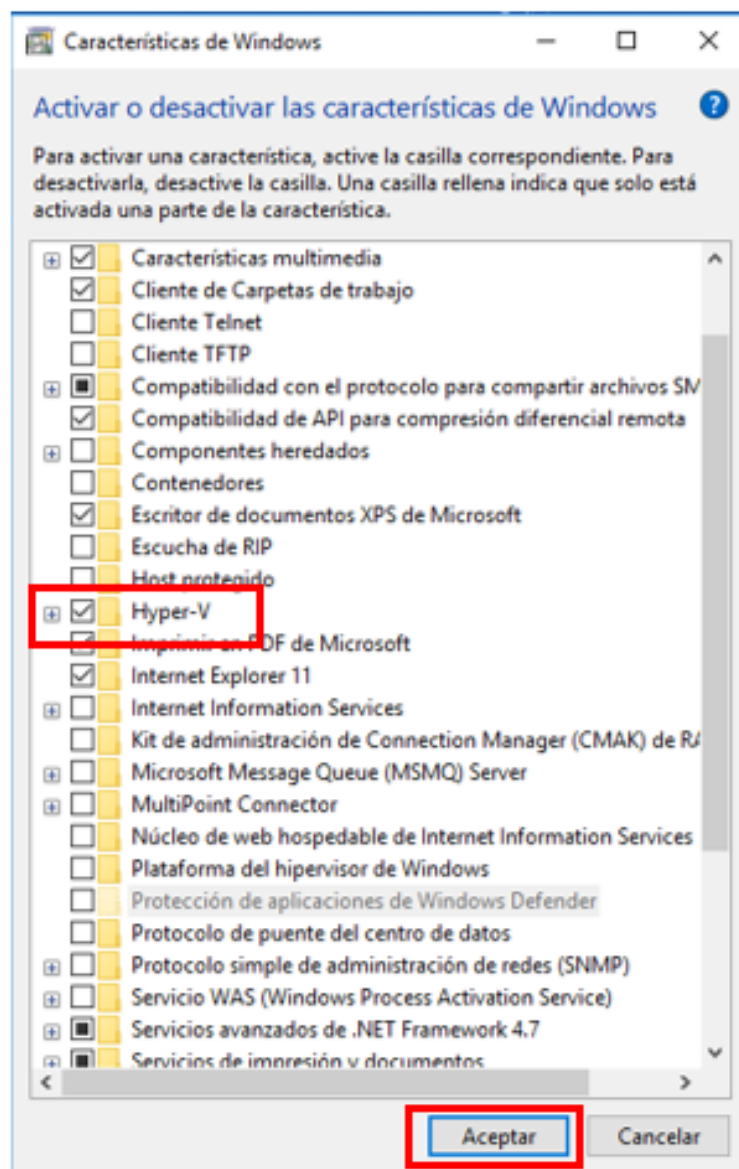 Características de Windows
Activar o desactivar las características de Windows
Para activar una característica, active la casilla correspondiente. Para
desactivarla, desactive la casilla. Una casilla rellena indica que solo está
activada una parte de la característica.
Características multimedia
Cliente de Carpetas de trabajo
Cliente Telnet
Cliente TFTP
Compatibilidad con el protocolo para compartir archivos SM
Compatibilidad de API para compresión diferencial remota
Componentes heredados
Contenedores
Escritor de documentos XPS de Microsoft
Escucha de RIP
Host protegido
Hyper-V
Imprimir en PDF de Microsoft
Internet Explorer 11
Internet Information Services
Kit de administración de Connection Manager (CMAK) de RA
Microsoft Message Queue (MSMQ) Server
MultiPoint Connector
Núcleo de web hospedable de Internet Information Services
Plataforma del hipervisor de Windows
Protección de aplicaciones de Windows Defender
Protocolo de puente del centro de datos
Protocolo simple de administración de redes (SNMP)
Servicio WAS (Windows Process Activation Service)
Servicios avanzados de .NET Framework 4.7
Servicios de impresión y documentos
Aceptar Cancelar